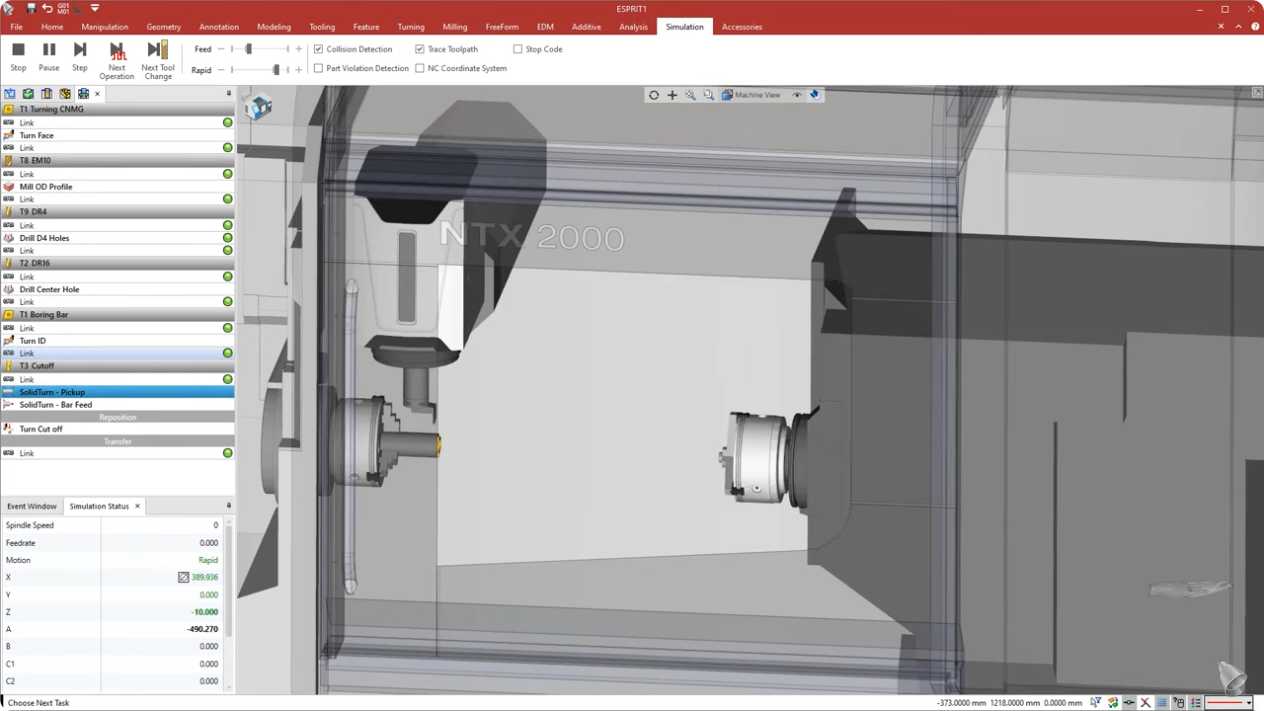 G01
M01
ESPRIT1
File Home Manipulation Geometry Annotation Modeling Tooling Feature Turning Milling FreeForm EDM Additive Analysis Simulation Accessories
Stop Pause Step Next Operation Next Tool Change
Feed
Rapid
Collision Detection Trace Toolpath Stop Code
Part Violation Detection NC Coordinate System
Machine View
T1 Turning CNMG
Link
Turn Face
Link
T8 EM10
Link
Mill OD Profile
Link
T9 DR4
Link
Drill D4 Holes
Link
T2 DR16
Link
Drill Center Hole
Link
T1 Boring Bar
Link
Turn ID
Link
T3 Cutoff
Link
SolidTurn - Pickup
SolidTurn - Bar Feed
Reposition
Turn Cut off
Transfer
Link
NTX 2000
Event Window Simulation Status
Spindle Speed 0
Feedrate 0.000
Motion Rapid
X 389.936
Y 0.000
Z -10.000
A -490.270
B 0.000
C1 0.000
C2 0.000
Choose Next Task
-373.0000 mm 1218.0000 mm 0.0000 mm